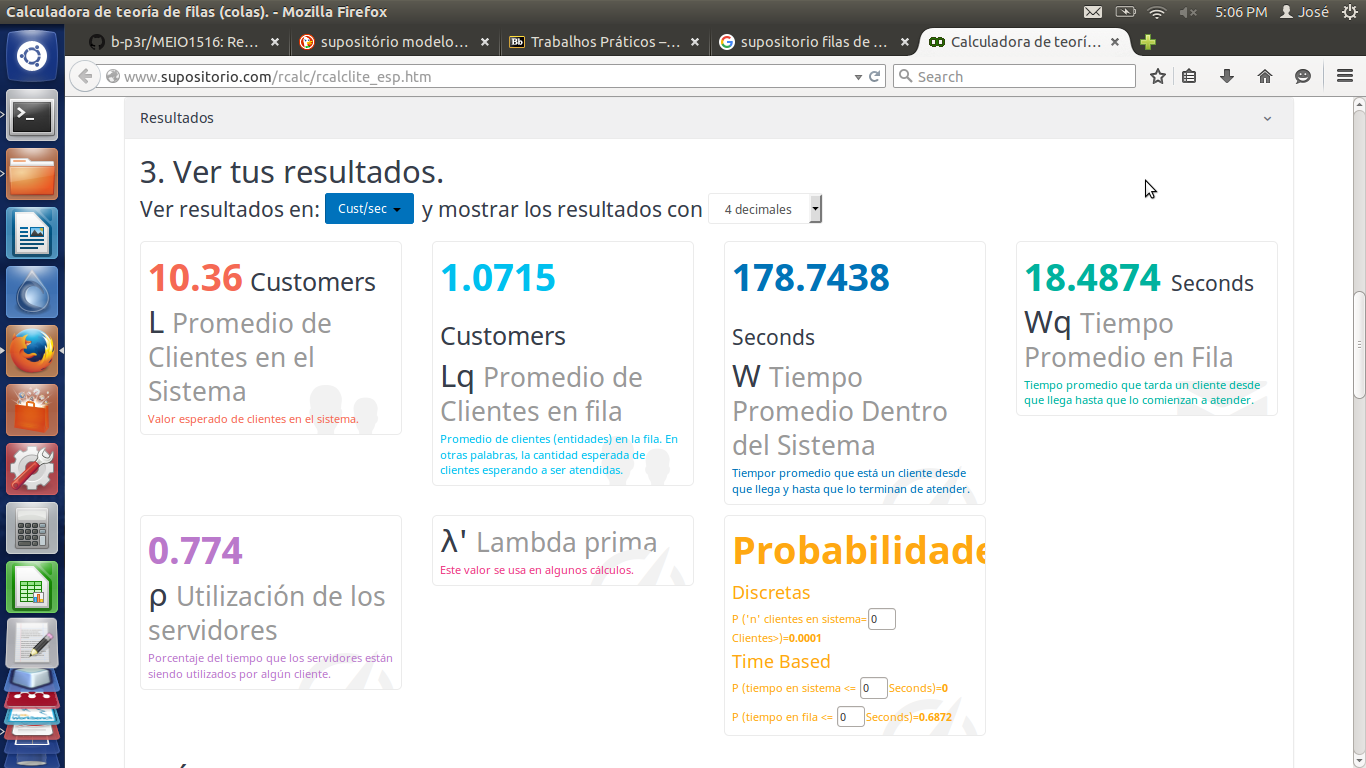 Calculadora de teoría de filas (colas). - Mozilla Firefox
5:06 PM José
b-p3r/MEIO1516: Re...
supositório modelo...
Bb Trabalhos Práticos –...
supositorio filas de ...
Calculadora de teorí...
www.supositorio.com/rcalc/rcalclite_esp.htm
Search
Resultados
3. Ver tus resultados.
Ver resultados en: Cust/sec y mostrar los resultados con 4 decimales
10.36 Customers
L Promedio de
Clientes en el
Sistema
Valor esperado de clientes en el sistema.
1.0715
Customers
Lq Promedio de
Clientes en fila
Promedio de clientes (entidades) en la fila. En
otras palabras, la cantidad esperada de
clientes esperando a ser atendidas.
178.7438
Seconds
W Tiempo
Promedio Dentro
del Sistema
Tiempor promedio que está un cliente desde
que llega y hasta que lo terminan de atender.
18.4874 Seconds
Wq Tiempo
Promedio en Fila
Tiempo promedio que tarda un cliente desde
que llega hasta que lo comienzan a atender.
0.774
ρ Utilización de los
servidores
Porcentaje del tiempo que los servidores están
siendo utilizados por algún cliente.
λ' Lambda prima
Este valor se usa en algunos cálculos.
Probabilidade
Discretas
P ('n' clientes en sistema= 0
Clientes>)=0.0001
Time Based
P (tiempo en sistema <= 0 Seconds)=0
P (tiempo en fila <= 0 Seconds)=0.6872